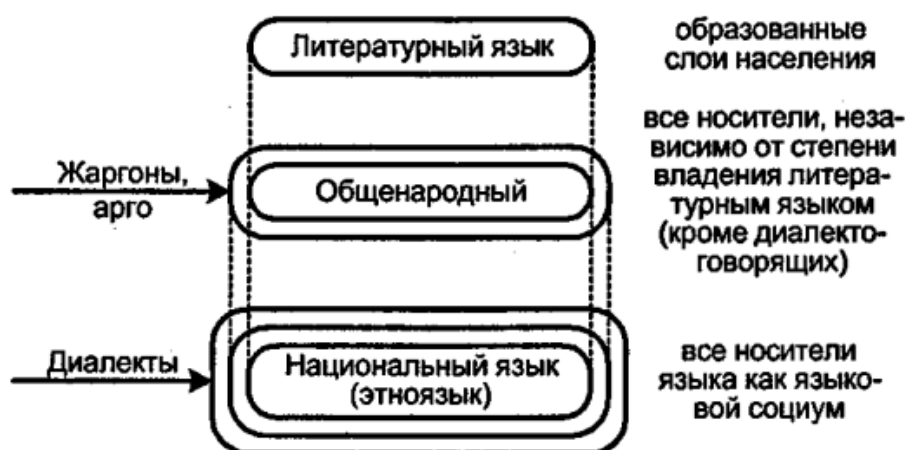 Литературный язык
образованные
слои населения
Жаргоны,
арго
Общенародный
все носители, неза-
висимо от степени
владения литера-
турным языком
(кроме диалекто-
говорящих)
Диалекты
Национальный язык
(этноязык)
все носители
языка как языко-
вой социум